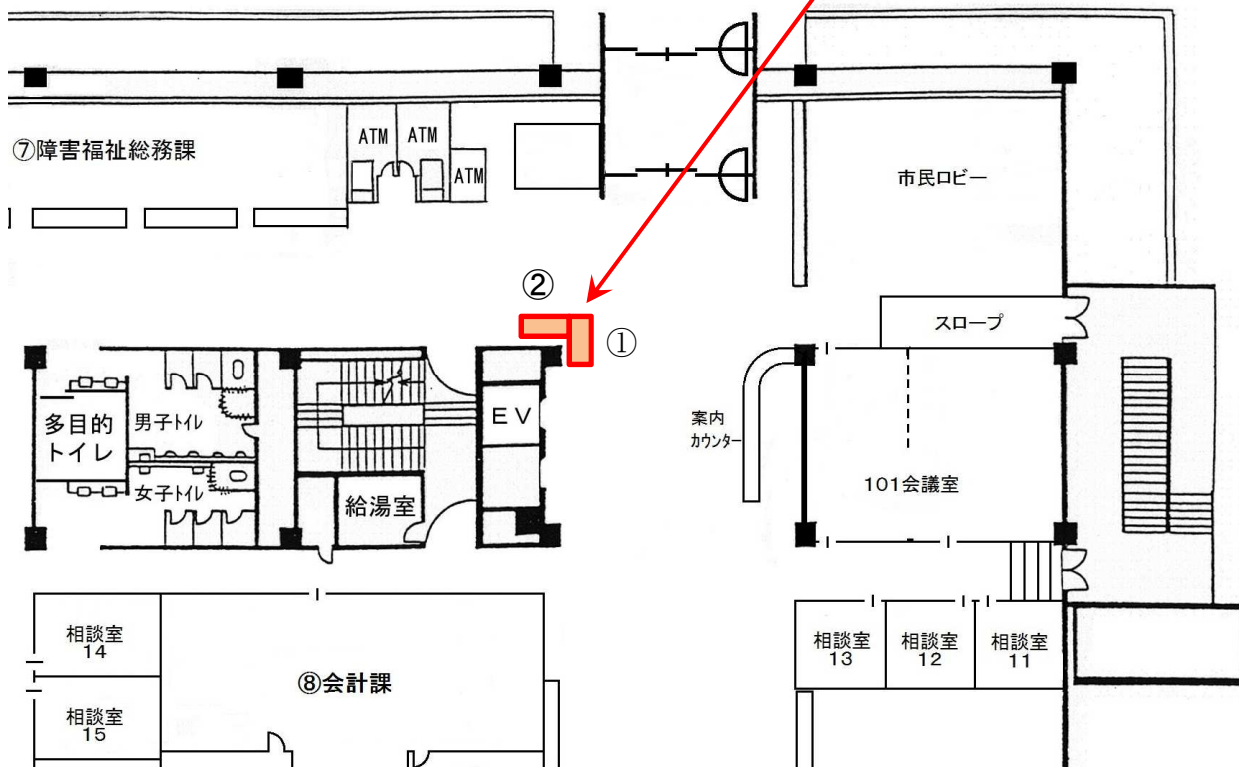 ⑦障害福祉総務課
ATM
ATM
ATM
市民ロビー
②
①
スロープ
多目的
トイレ
男子トイレ
女子トイレ
給湯室
EV
案内
カウンター
101会議室
相談室
14
相談室
15
⑧会計課
相談室
13
相談室
12
相談室
11